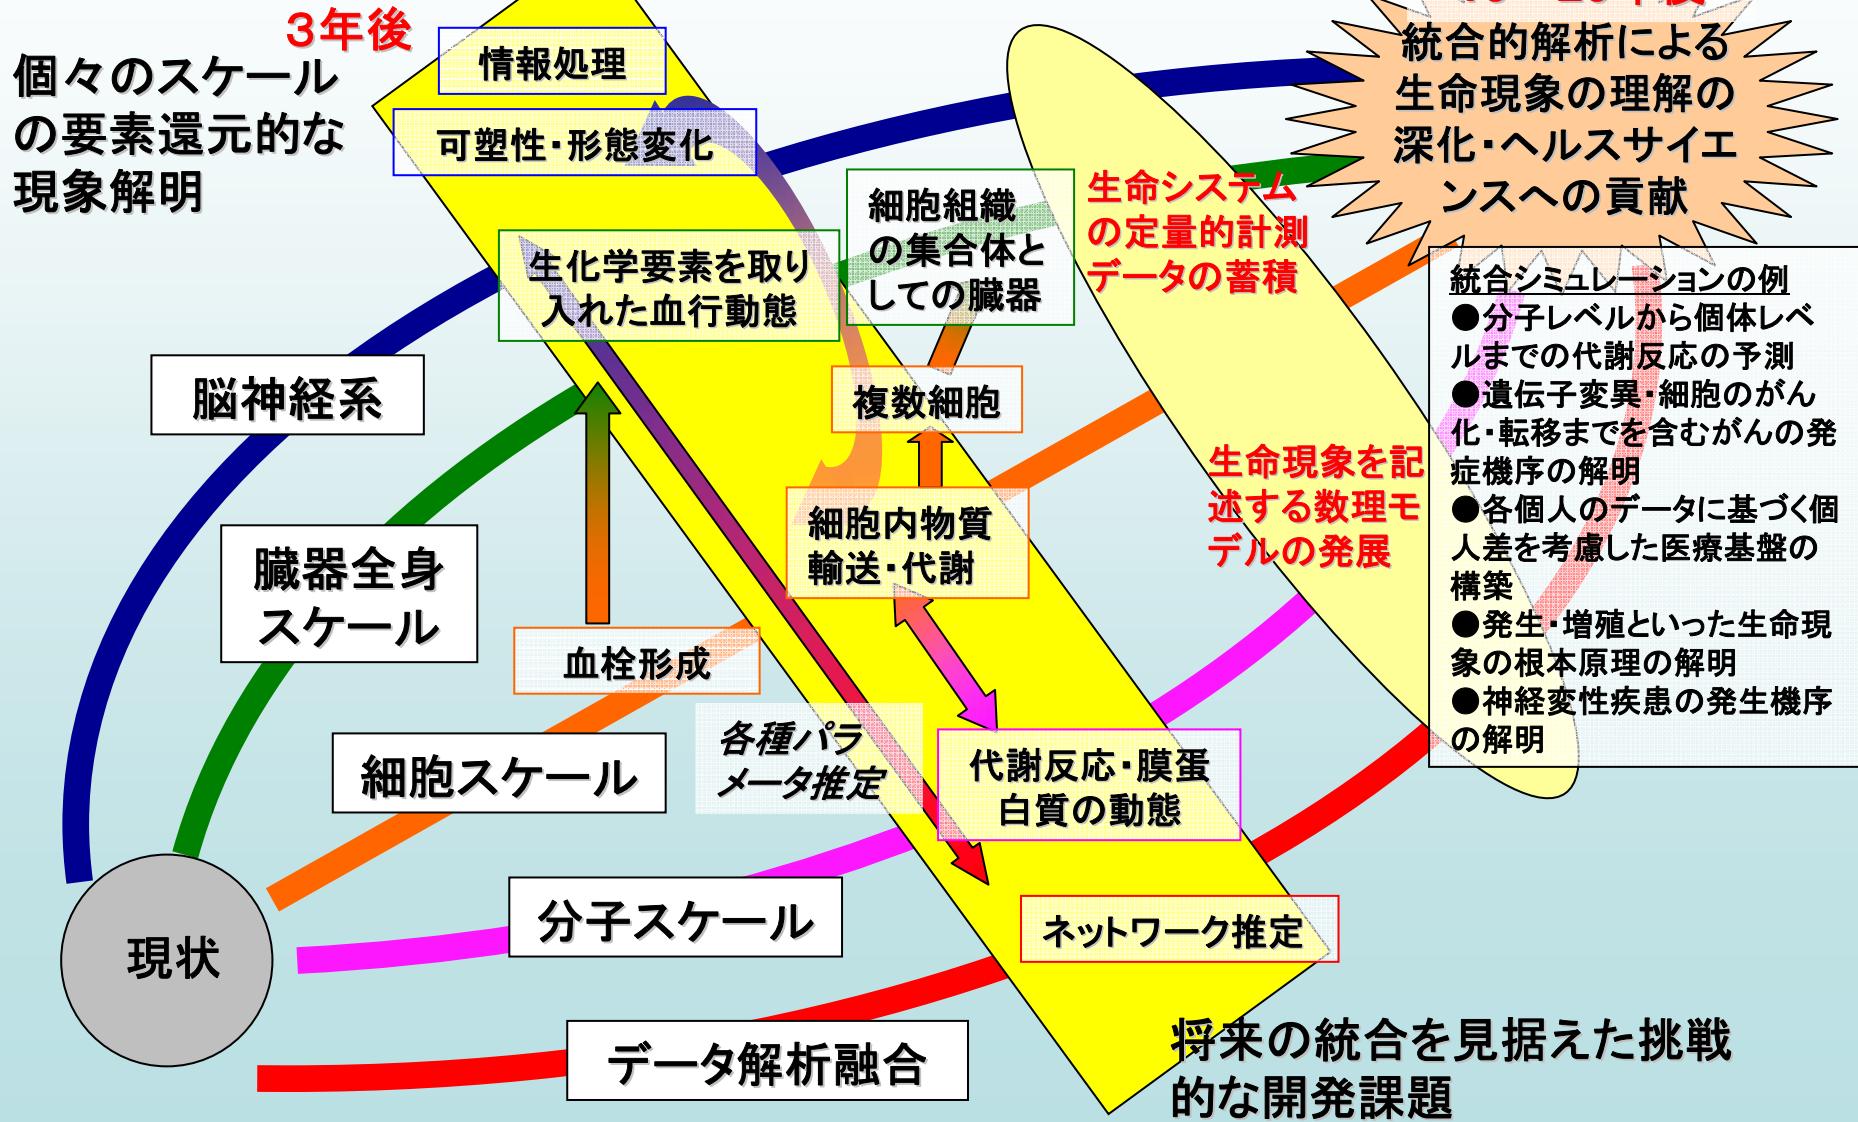 ３年後
個々のスケール
の要素還元的な
現象解明
情報処理
可塑性・形態変化
生化学要素を取り
入れた血行動態
細胞組織
の集合体と
しての臓器
生命システム
の定量的計測
データの蓄積
統合的解析による
生命現象の理解の
深化・ヘルスサイエ
ンスへの貢献
統合シミュレーションの例
●分子レベルから個体レベ
ルまでの代謝反応の予測
●遺伝子変異・細胞のがん
化・転移までを含むがんの発
症機序の解明
●各個人のデータに基づく個
人差を考慮した医療基盤の
構築
●発生・増殖といった生命現
象の根本原理の解明
●神経変性疾患の発生機序
の解明
脳神経系
複数細胞
生命現象を記
述する数理モ
デルの発展
臓器全身
スケール
細胞内物質
輸送・代謝
血栓形成
各種パラ
メータ推定
細胞スケール
代謝反応・膜蛋
白質の動態
分子スケール
ネットワーク推定
現状
データ解析融合
将来の統合を見据えた挑戦
的な開発課題